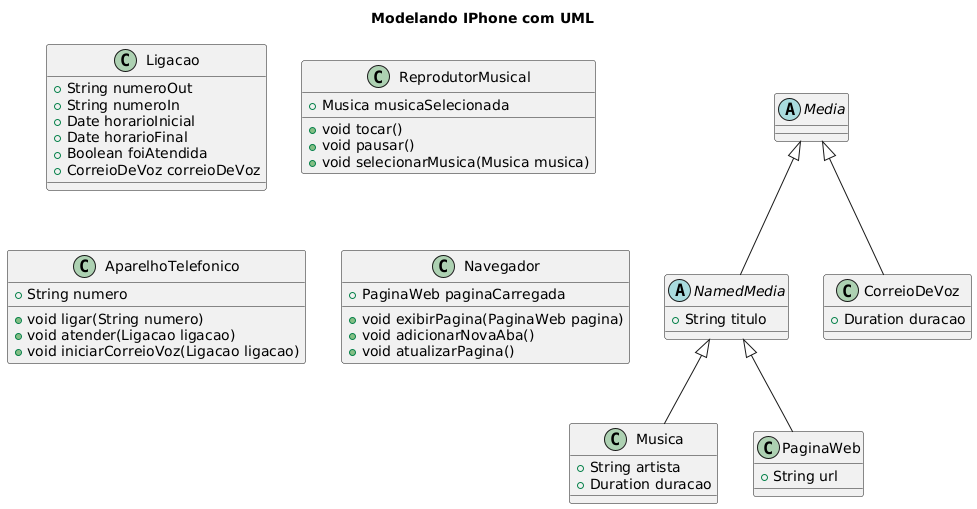 Modelando IPhone com UML
C Ligacao
String numeroOut
String numeroIn
Date horarioInicial
Date horarioFinal
Boolean foiAtendida
CorreioDeVoz correioDeVoz
C ReprodutorMusical
Musica musicaSelecionada
void tocar()
void pausar()
void selecionarMusica(Musica musica)
A Media
C AparelhoTelefonico
String numero
void ligar(String numero)
void atender(Ligacao ligacao)
void iniciarCorreioVoz(Ligacao ligacao)
C Navegador
PaginaWeb paginaCarregada
void exibirPagina(PaginaWeb pagina)
void adicionarNovaAba()
void atualizarPagina()
A NamedMedia
String titulo
C CorreioDeVoz
Duration duracao
C Musica
String artista
Duration duracao
C PaginaWeb
String url